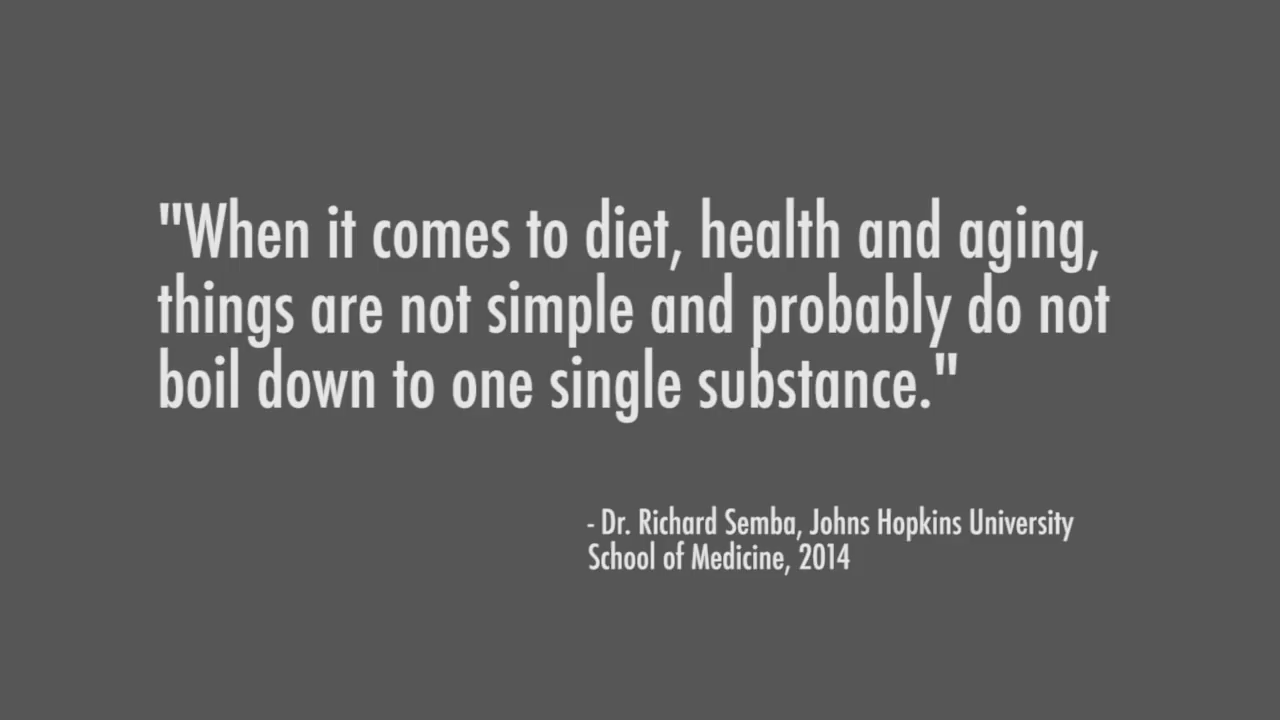 "When it comes to diet, health and aging,
things are not simple and probably do not
boil down to one single substance."
- Dr. Richard Semba, Johns Hopkins University
School of Medicine, 2014